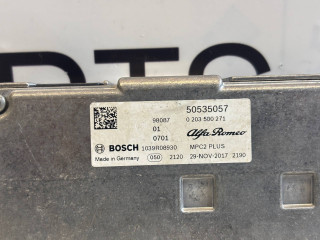 DTS
98087 50535057
01 0 203 500 271
0701 Alfa Romeo
BOSCH 1039R08930 MPC2 PLUS
Made in Germany 050 2120 29-NOV-2017 2190